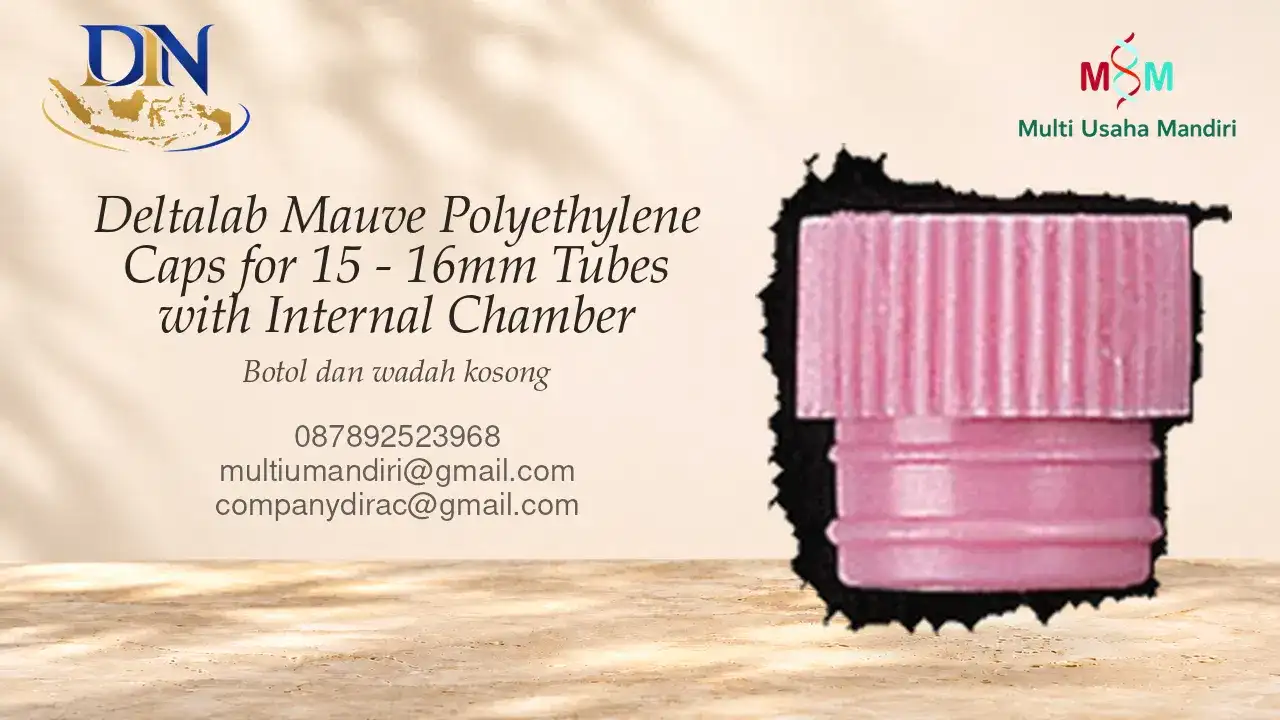 DIN
MSM
Multi Usaha Mandiri
Deltalab Mauve Polyethylene
Caps for 15 - 16mm Tubes
with Internal Chamber
Botol dan wadah kosong
087892523968
multiumandiri@gmail.com
companydirac@gmail.com